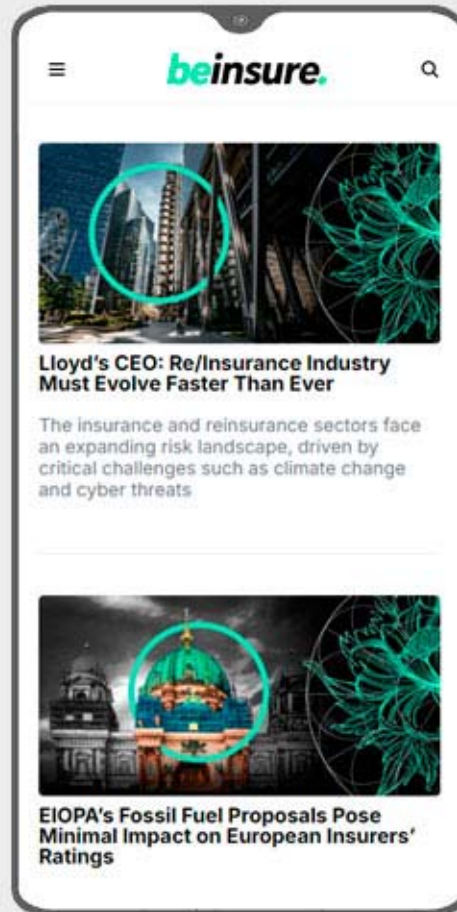 beinsure.
Lloyd's CEO: Re/Insurance Industry
Must Evolve Faster Than Ever
The insurance and reinsurance sectors face
an expanding risk landscape, driven by
critical challenges such as climate change
and cyber threats
EIOPA's Fossil Fuel Proposals Pose
Minimal Impact on European Insurers'
Ratings